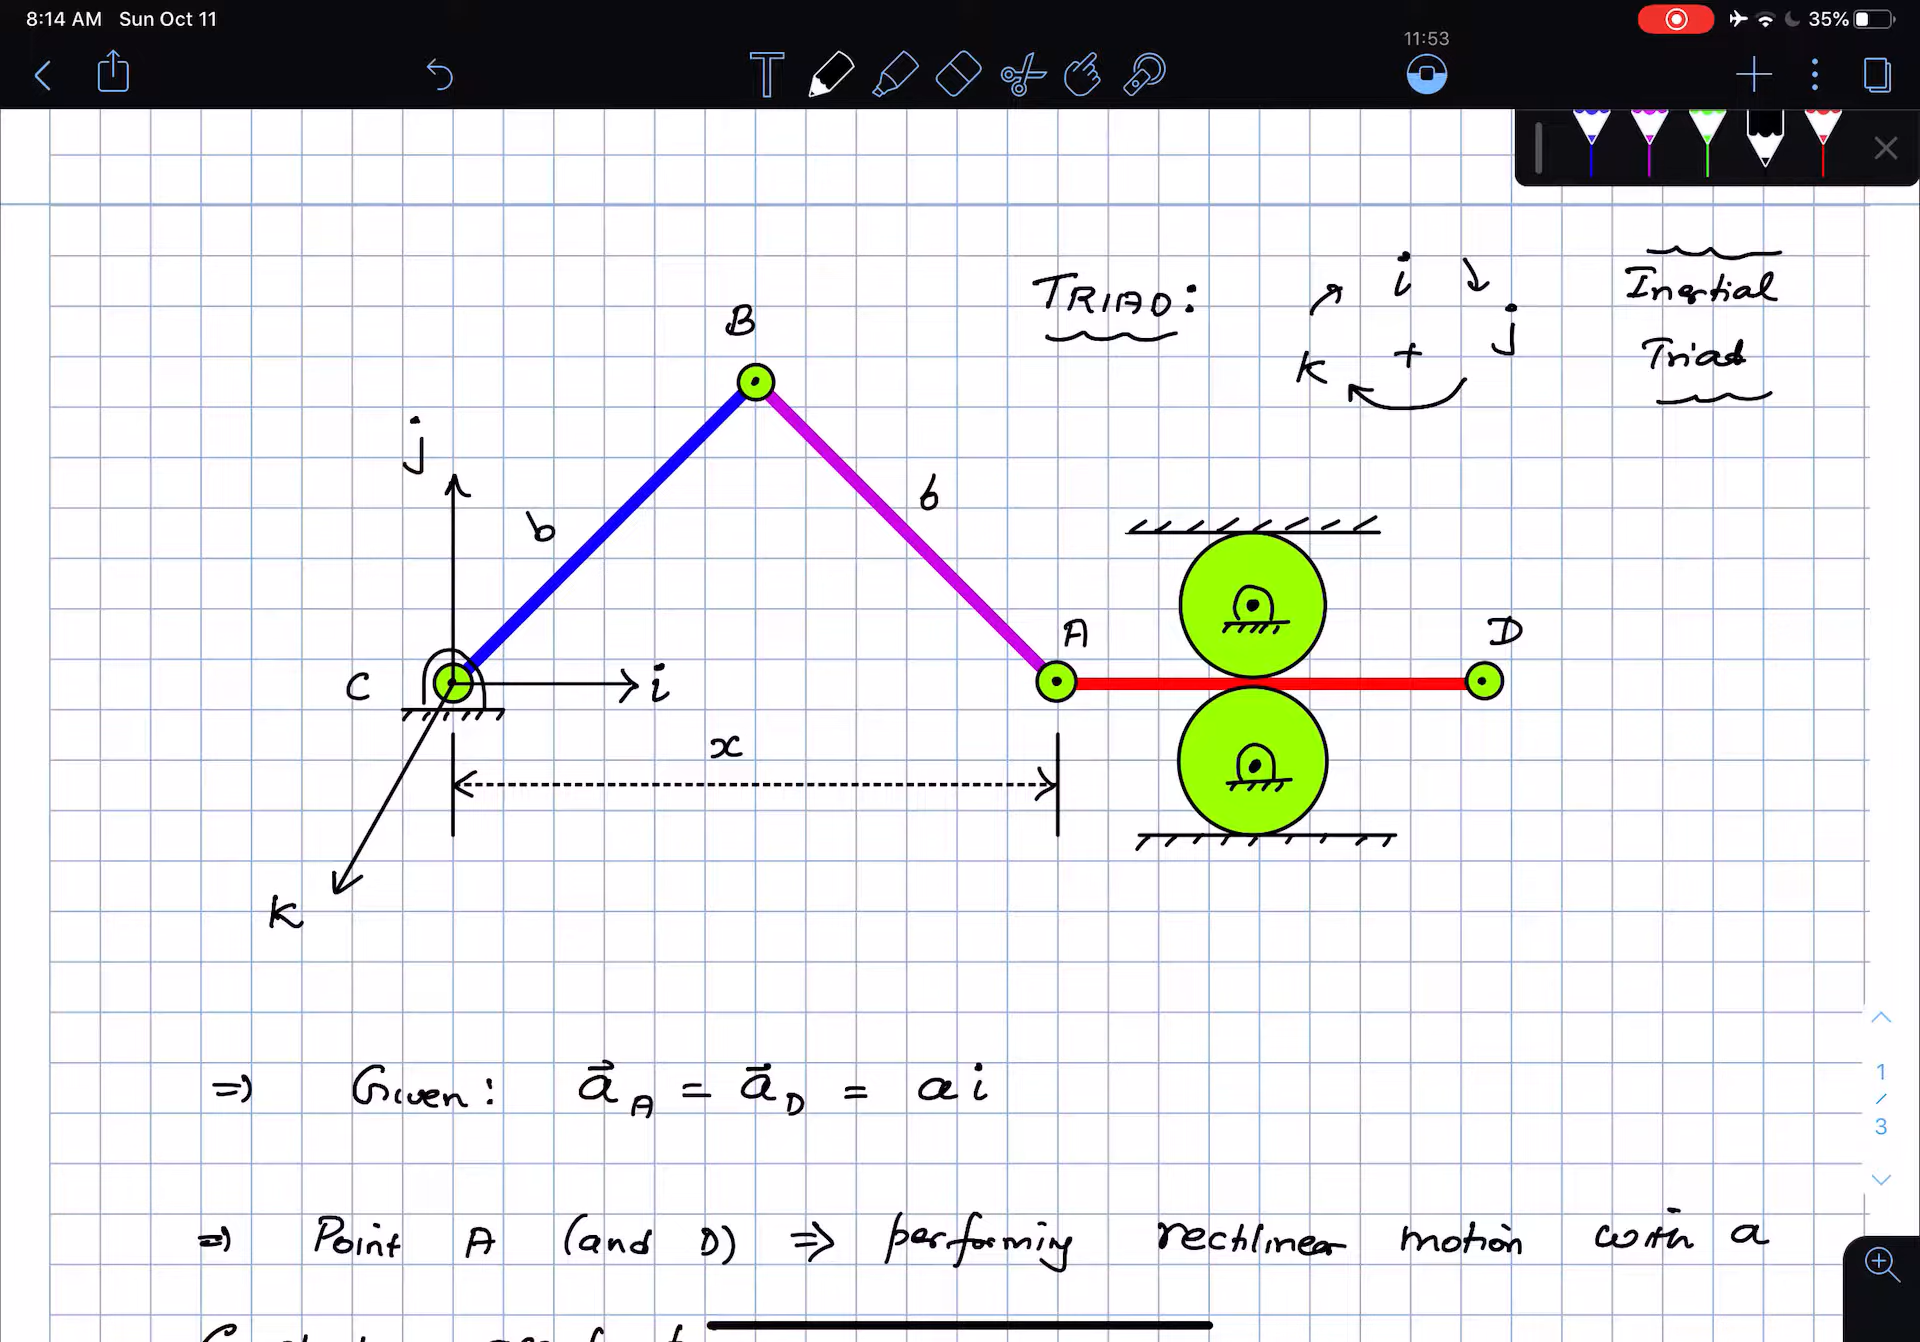 8:14 AM Sun Oct 11
35%
11:53
T
TRIAD:
i
j
k
+
Inertial
Triad
B
j
b
b
A
D
C
i
x
k
=> Given: a⃗A = a⃗D = a i
=> Point A (and D) => performing rectilinear motion with a
1
/
3